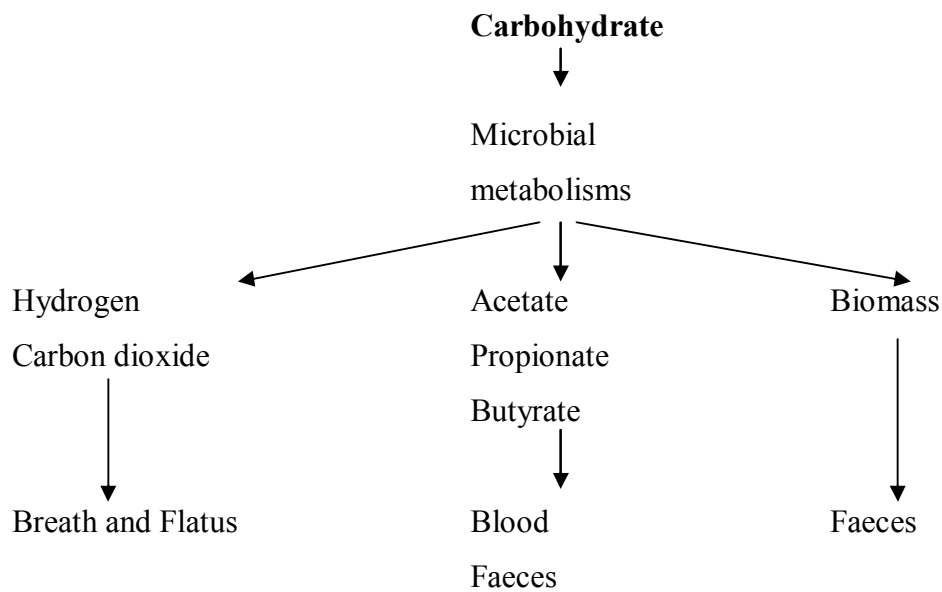 Carbohydrate
Microbial
metabolisms
Hydrogen
Carbon dioxide
Acetate
Propionate
Butyrate
Biomass
Breath and Flatus
Blood
Faeces
Faeces